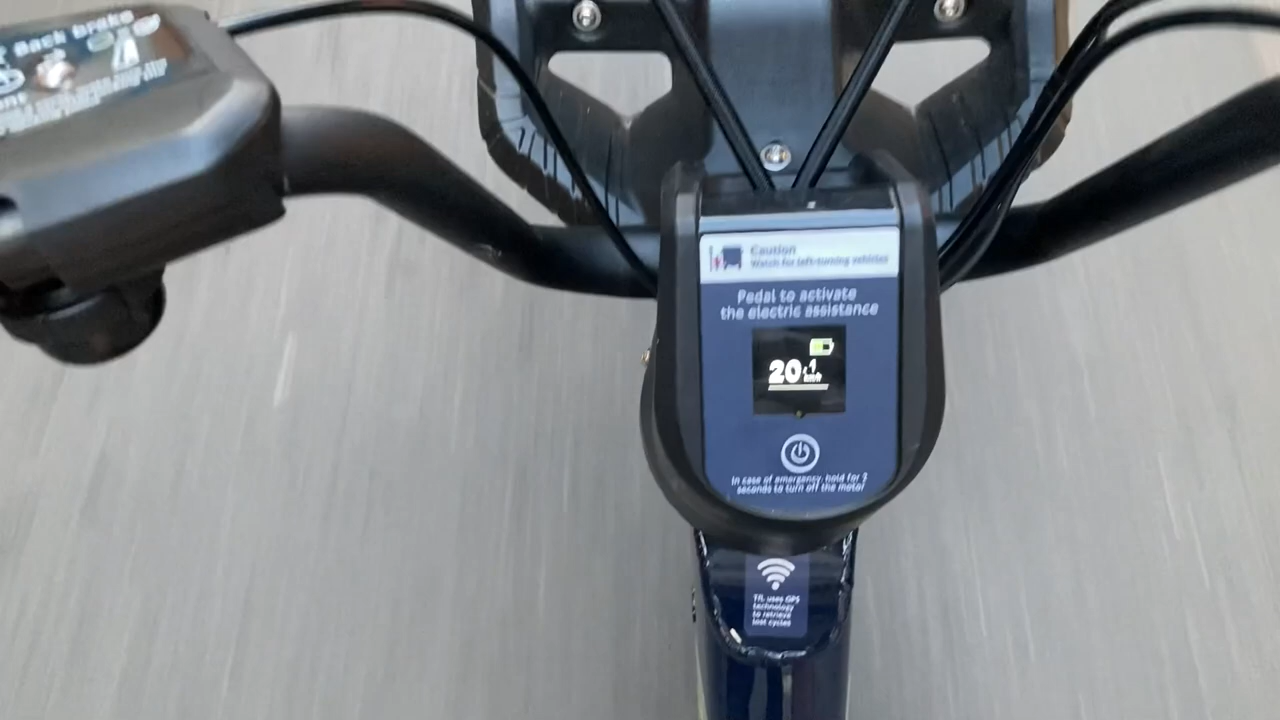 Back brake
Caution
Watch for left-turning vehicles
Pedal to activate
the electric assistance
20.1
km/h
In case of emergency, hold for 3
seconds to turn off the motor
TfL uses GPS
technology
to retrieve
lost cycles